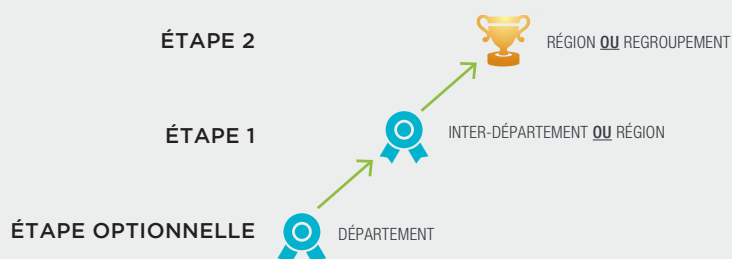 ÉTAPE 2 RÉGION OU REGROUPEMENT
ÉTAPE 1 INTER-DÉPARTEMENT OU RÉGION
ÉTAPE OPTIONNELLE DÉPARTEMENT